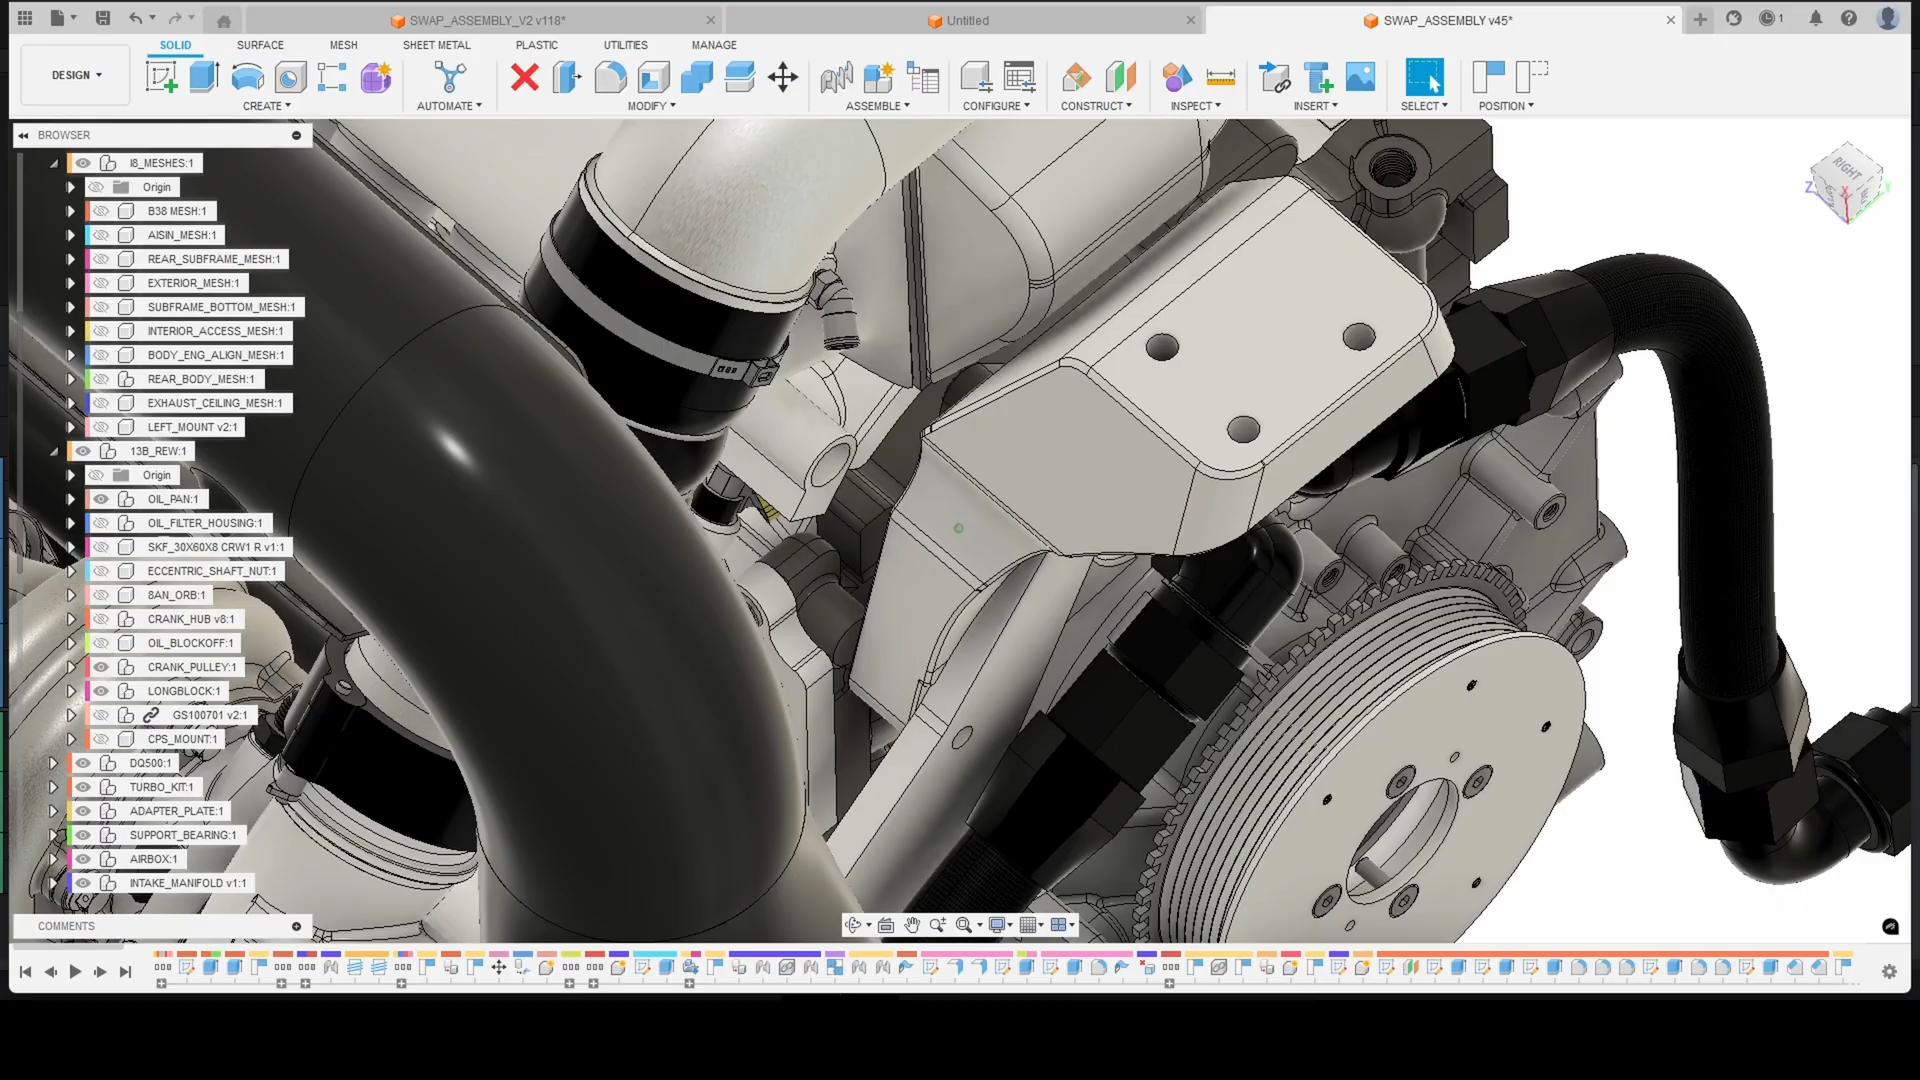 SWAP_ASSEMBLY_V2 v118*
Untitled
SWAP_ASSEMBLY v45*
1
SOLID
SURFACE
MESH
SHEET METAL
PLASTIC
UTILITIES
MANAGE
DESIGN
CREATE
AUTOMATE
MODIFY
ASSEMBLE
CONFIGURE
CONSTRUCT
INSPECT
INSERT
SELECT
POSITION
BROWSER
I8_MESHES:1
Origin
B38 MESH:1
AISIN_MESH:1
REAR_SUBFRAME_MESH:1
EXTERIOR_MESH:1
SUBFRAME_BOTTOM_MESH:1
INTERIOR_ACCESS_MESH:1
BODY_ENG_ALIGN_MESH:1
REAR_BODY_MESH:1
EXHAUST_CEILING_MESH:1
LEFT_MOUNT v2:1
13B_REW:1
Origin
OIL_PAN:1
OIL_FILTER_HOUSING:1
SKF_30X60X8 CRW1 R v1:1
ECCENTRIC_SHAFT_NUT:1
8AN_ORB:1
CRANK_HUB v8:1
OIL_BLOCKOFF:1
CRANK_PULLEY:1
LONGBLOCK:1
GS100701 v2:1
CPS_MOUNT:1
DQ500:1
TURBO_KIT:1
ADAPTER_PLATE:1
SUPPORT_BEARING:1
AIRBOX:1
INTAKE_MANIFOLD v1:1
COMMENTS
RIGHT
Z
X
Y